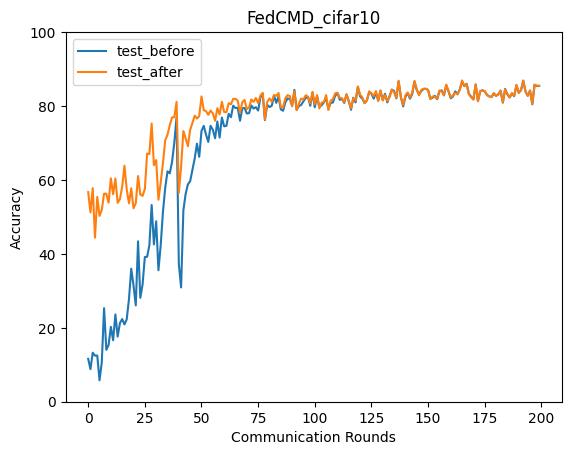 FedCMD_cifar10
test_before
test_after
100
80
60
40
20
0
Accuracy
0 25 50 75 100 125 150 175 200
Communication Rounds